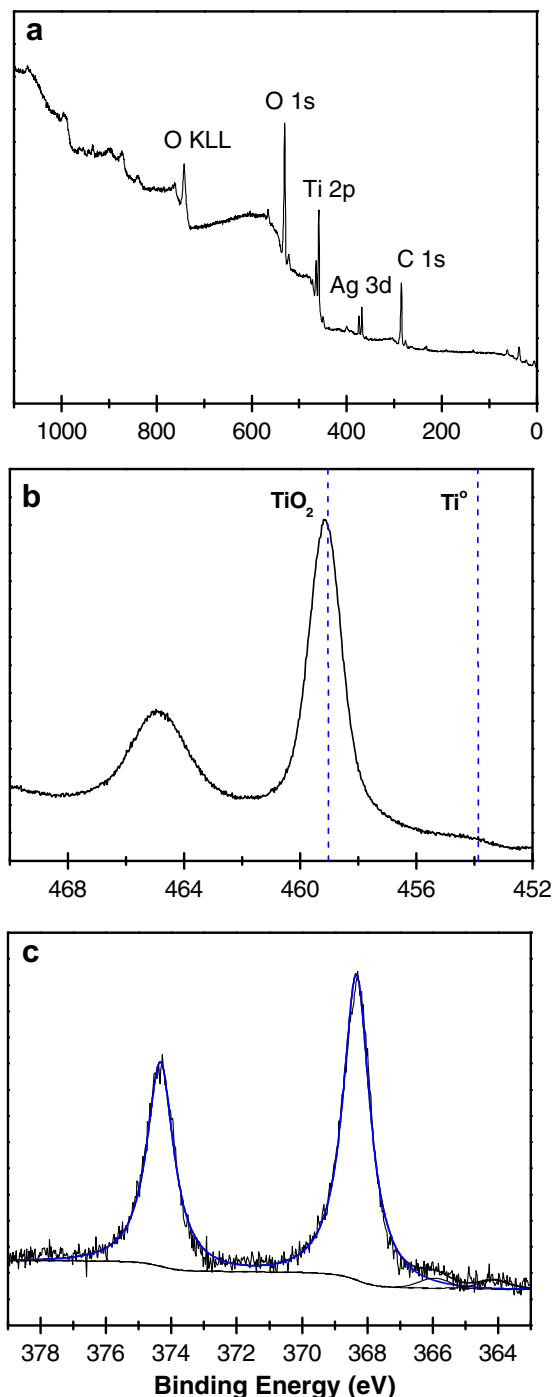 a
O KLL
O 1s
Ti 2p
Ag 3d
C 1s
1000 800 600 400 200 0
b
TiO₂
Tiº
468 464 460 456 452
c
378 376 374 372 370 368 366 364
Binding Energy (eV)